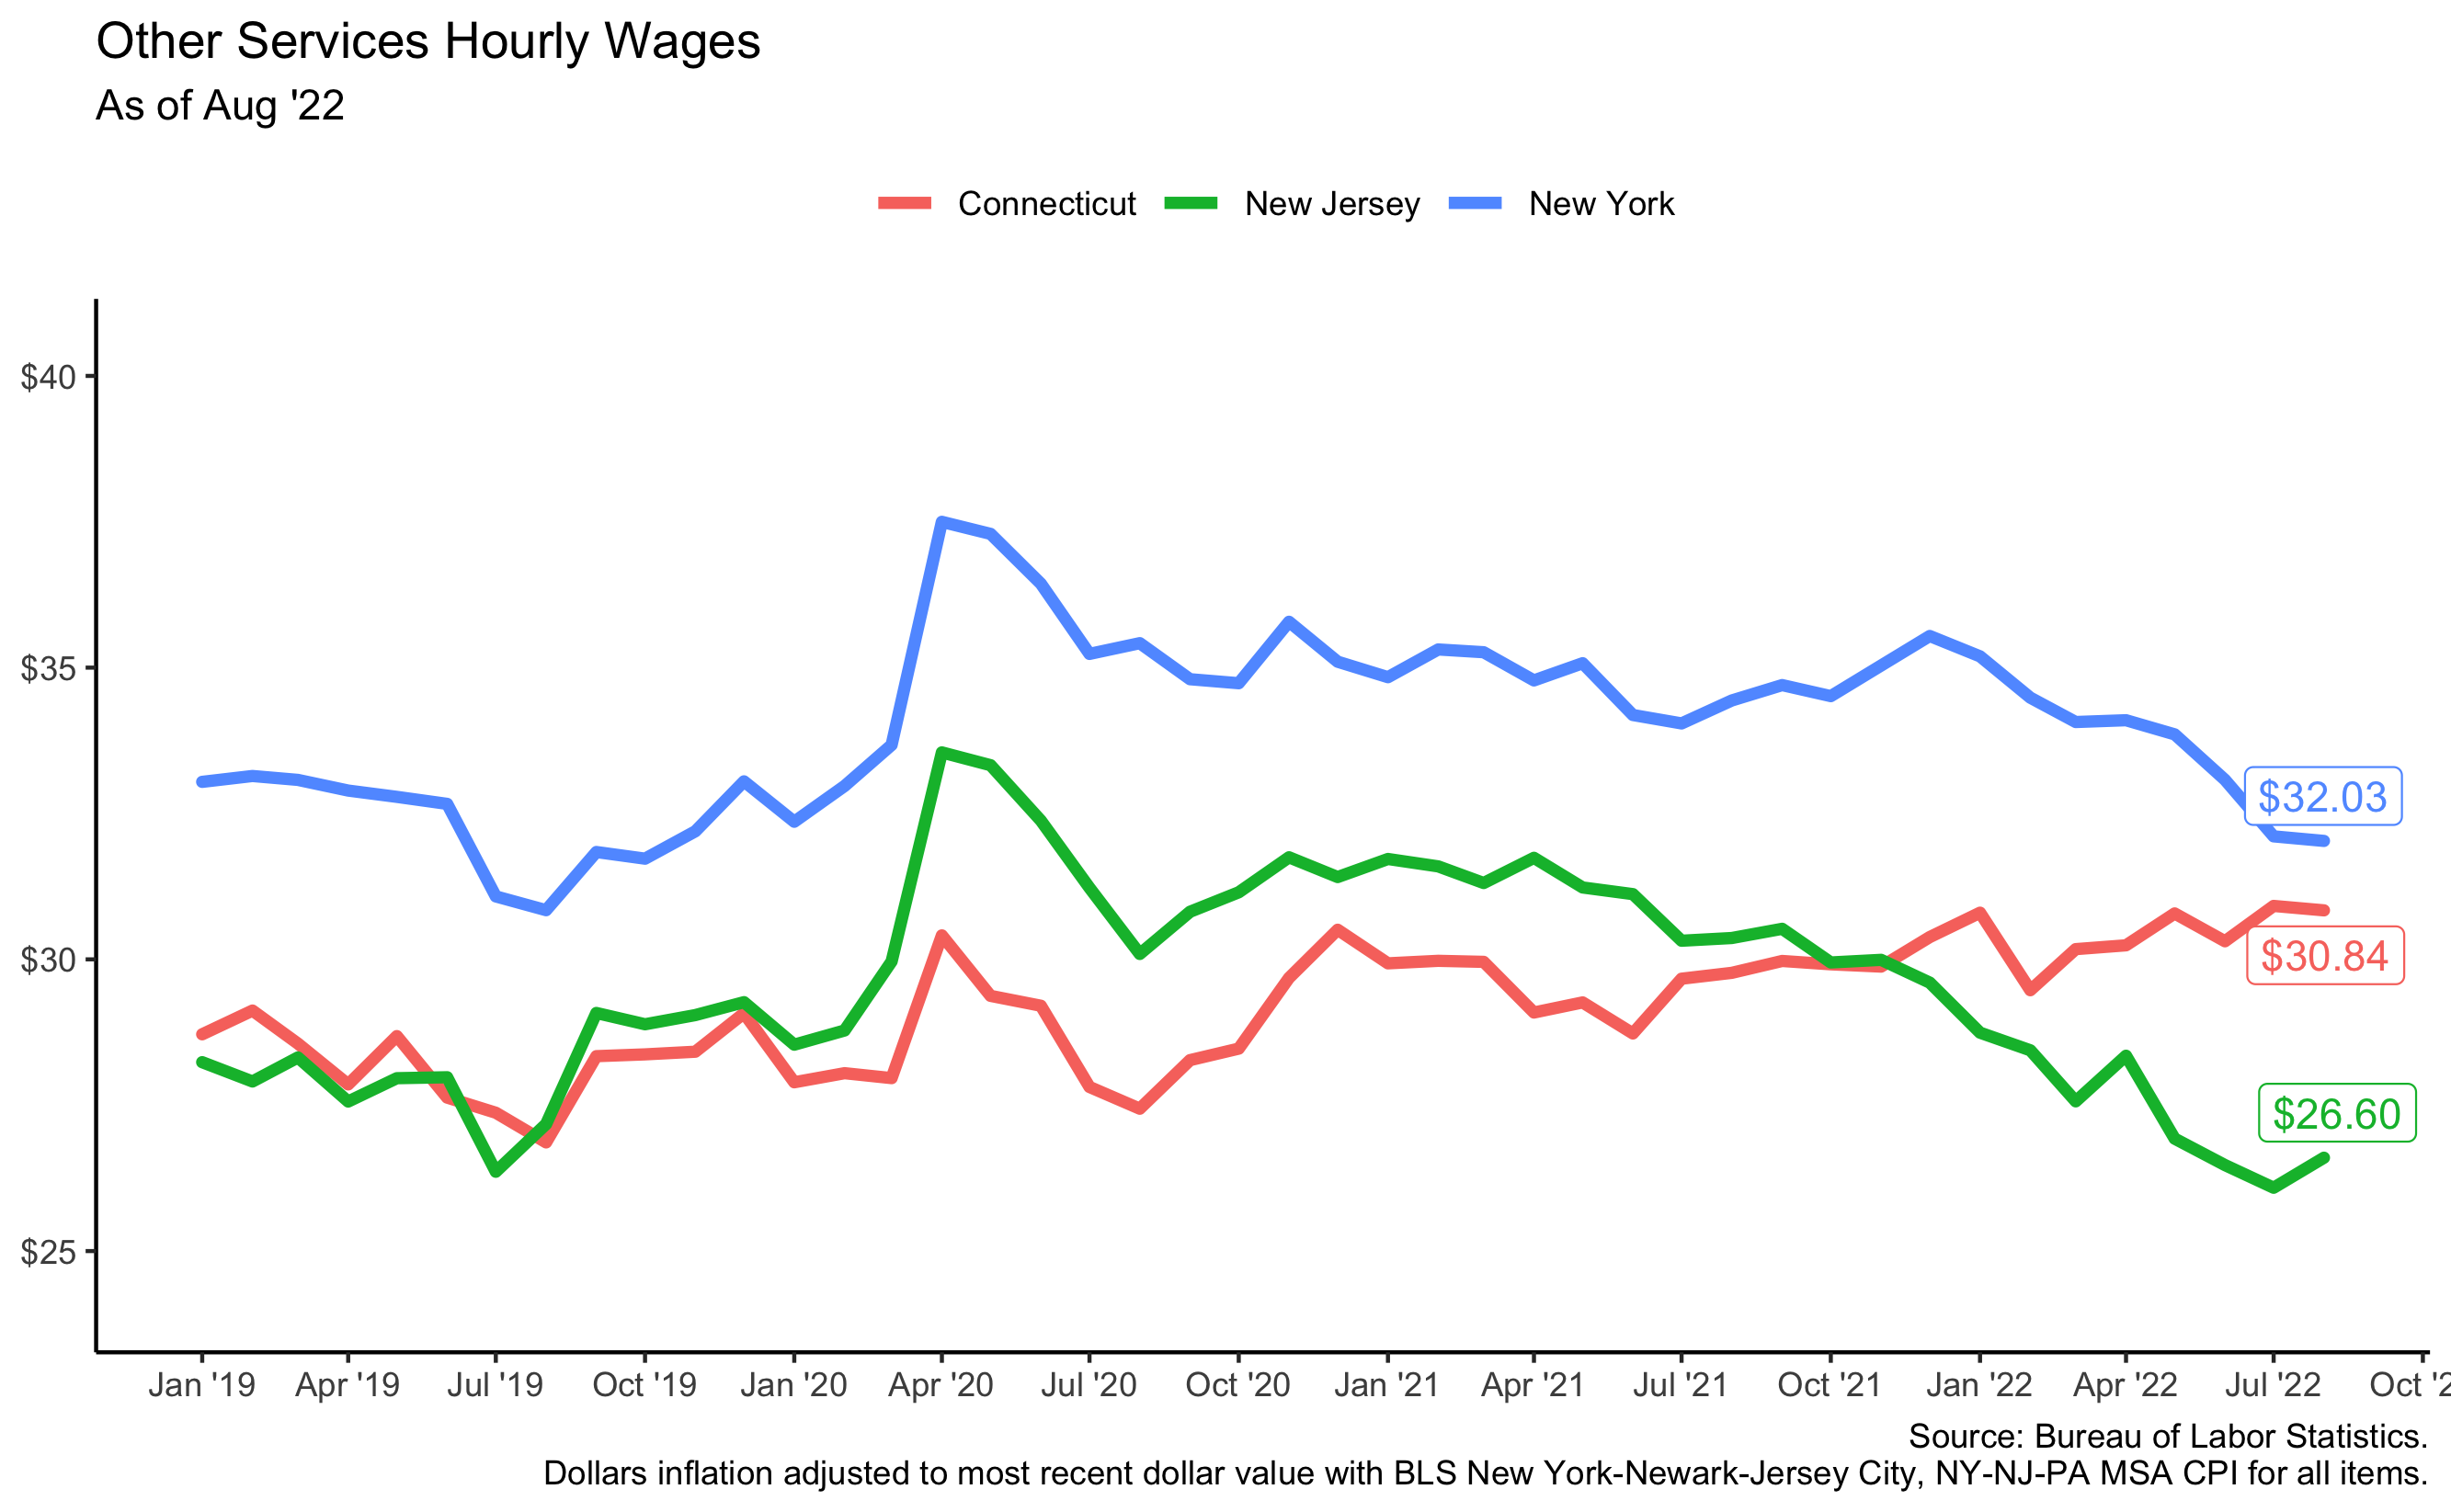 Other Services Hourly Wages
As of Aug '22
Connecticut New Jersey New York
$40
$35
$32.03
$30
$30.84
$26.60
$25
Jan '19 Apr '19 Jul '19 Oct '19 Jan '20 Apr '20 Jul '20 Oct '20 Jan '21 Apr '21 Jul '21 Oct '21 Jan '22 Apr '22 Jul '22 Oct '2
Source: Bureau of Labor Statistics.
Dollars inflation adjusted to most recent dollar value with BLS New York-Newark-Jersey City, NY-NJ-PA MSA CPI for all items.